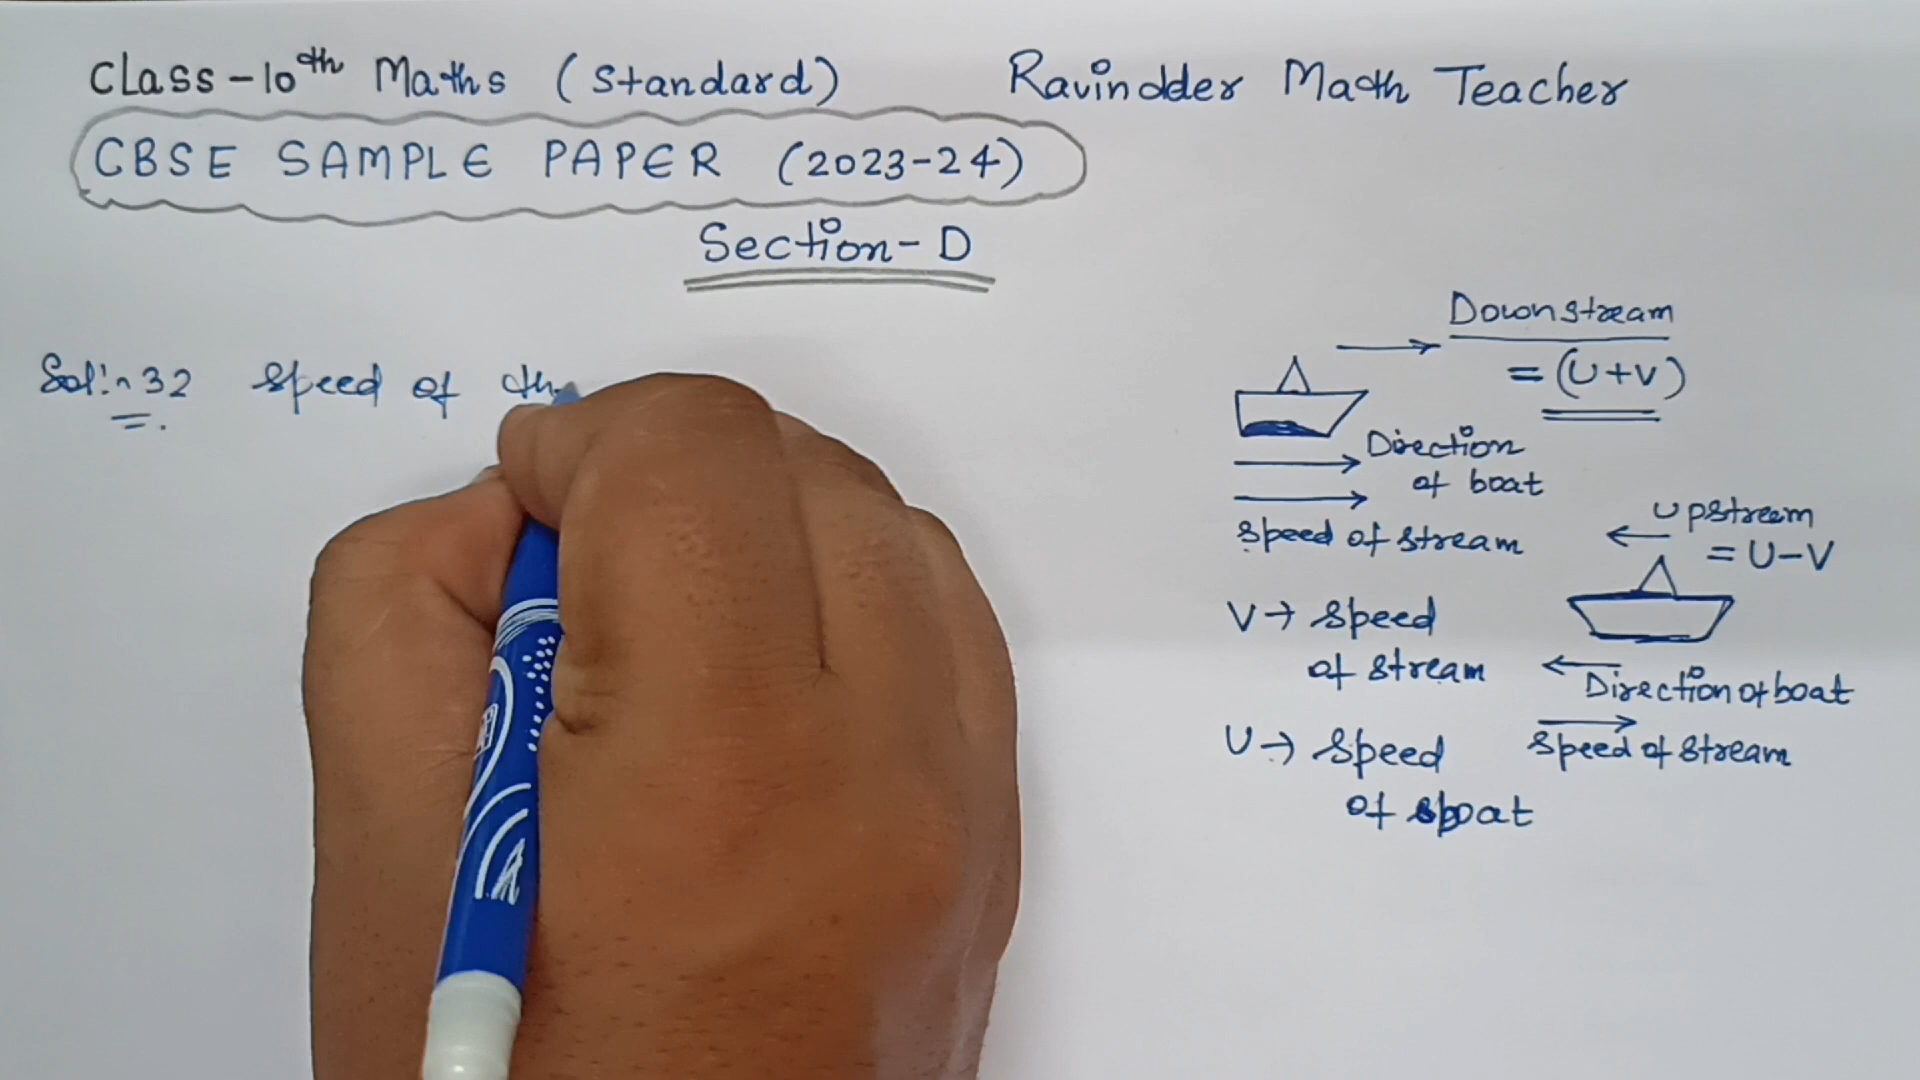 Class-10th Maths (Standard)
Ravindder Math Teacher
CBSE SAMPLE PAPER (2023-24)
Section-D
Sol:n 32 Speed of
Downstream
= (U+V)
Direction
of boat
Speed of stream
Upstream
= U-V
V → Speed
of stream
Direction of boat
Speed of stream
U → Speed
of boat